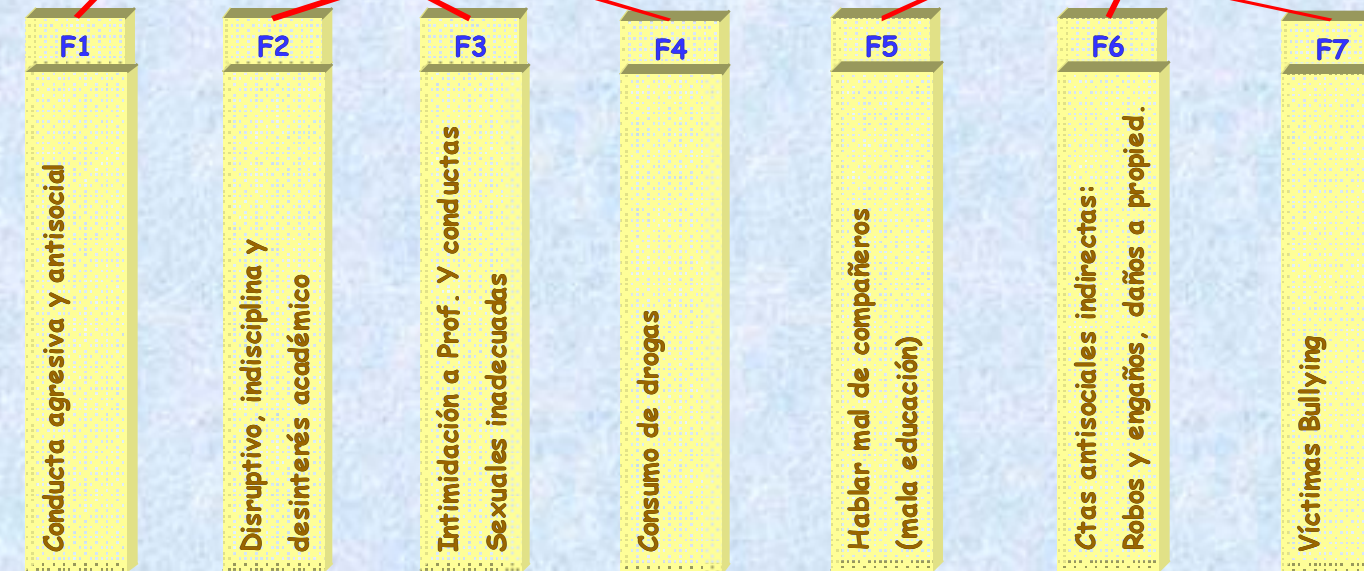 F1
Conducta agresiva y antisocial
F2
Disruptivo, indisciplina y
desinterés académico
F3
Intimidación a Prof. Y conductas
Sexuales inadecuadas
F4
Consumo de drogas
F5
Hablar mal de compañeros
(mala educación)
F6
Ctas antisociales indirectas:
Robos y engaños, daños a propied.
F7
Víctimas Bullying